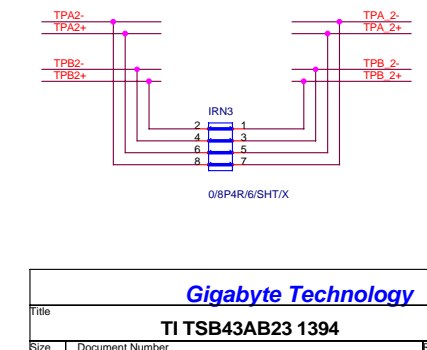 TPA2- TPA_2-
TPA2+ TPA_2+
TPB2- TPB_2-
TPB2+ TPB_2+
IRN3
2 1
4 3
6 5
8 7
0/8P4R/6/SHT/X
Gigabyte Technology
Title
TI TSB43AB23 1394
Size Document Number